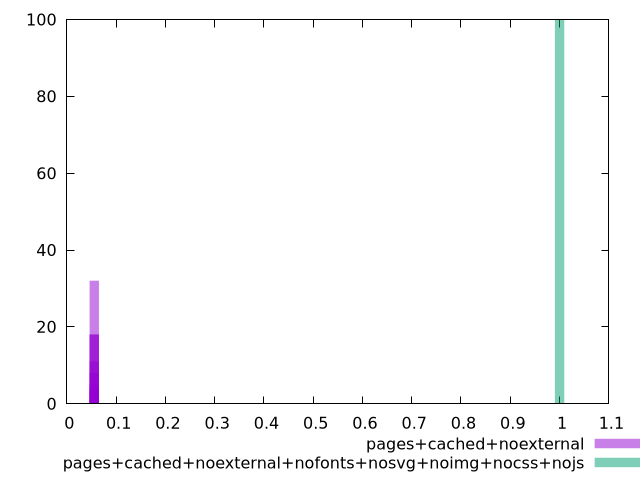 100
80
60
40
20
0
0 0.1 0.2 0.3 0.4 0.5 0.6 0.7 0.8 0.9 1 1.1
pages+cached+noexternal
pages+cached+noexternal+nofonts+nosvg+noimg+nocss+nojs